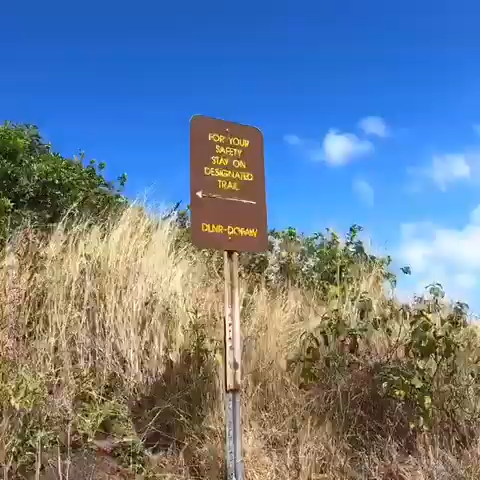 FOR YOUR
SAFETY
STAY ON
DESIGNATED
TRAIL
DLNR-DOFAW